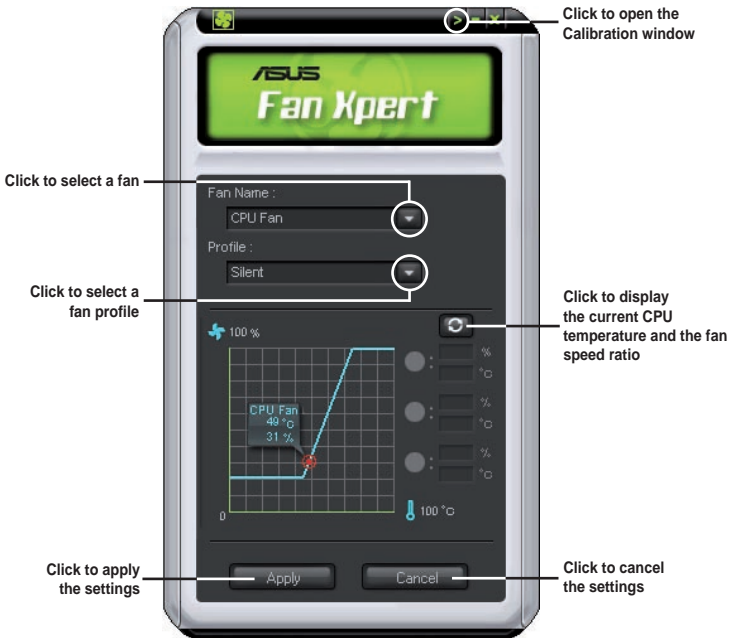 Click to open the
Calibration window
ASUS
Fan Xpert
Click to select a fan
Fan Name :
CPU Fan
Profile :
Silent
Click to select a
fan profile
Click to display
the current CPU
temperature and the fan
speed ratio
100 %
%
°C
CPU Fan
49 °C
31 %
%
°C
%
°C
0
100 °C
Click to apply
the settings
Apply
Cancel
Click to cancel
the settings